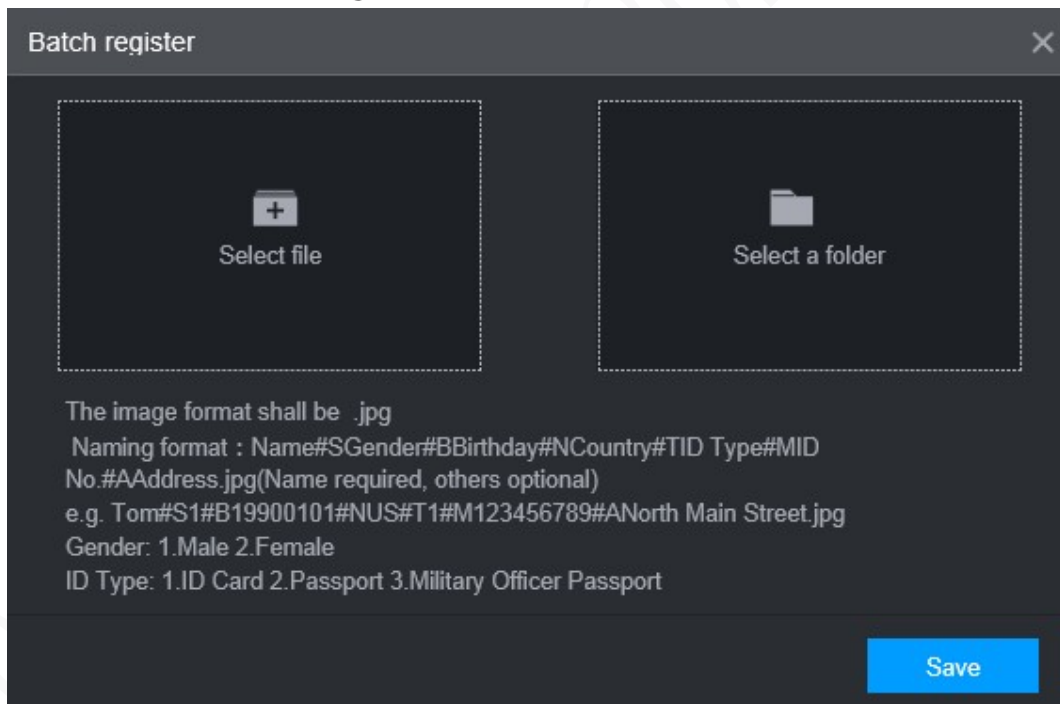 Batch register
Select file
Select a folder
The image format shall be .jpg
Naming format : Name#SGender#BBirthday#NCountry#TID Type#MID
No.#AAddress.jpg(Name required, others optional)
e.g. Tom#S1#B19900101#NUS#T1#M123456789#ANorth Main Street.jpg
Gender: 1.Male 2.Female
ID Type: 1.ID Card 2.Passport 3.Military Officer Passport
Save